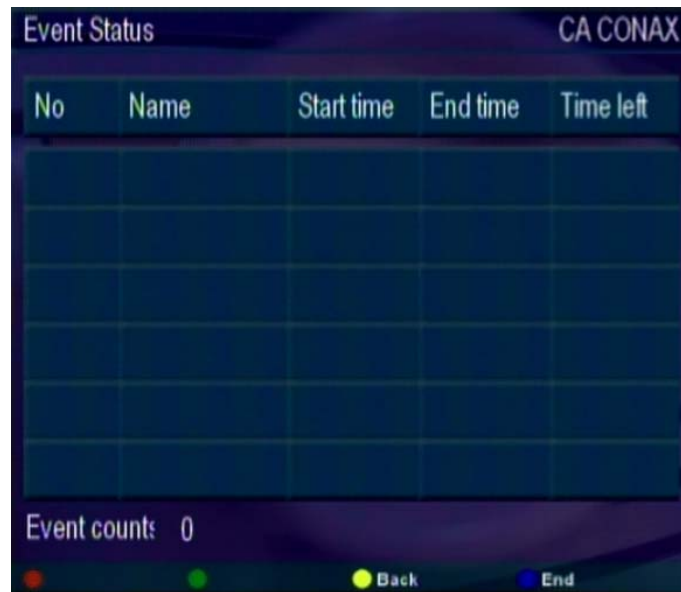 Event Status CA CONAX
No Name Start time End time Time left
Event counts 0
Back End